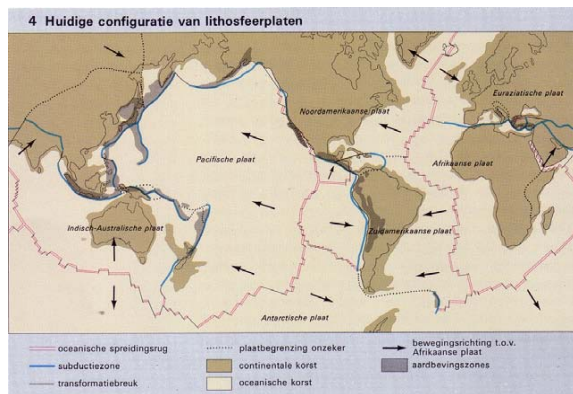 4 Huidige configuratie van lithosfeerplaten
Euraziatische plaat
Noordamerikaanse plaat
Pacifische plaat
Afrikaanse plaat
Indisch-Australische plaat
Zuidamerikaanse plaat
Antarctische plaat
oceanische spreidingsrug
subductiezone
transformatiebreuk
plaatbegrenzing onzeker
continentale korst
oceanische korst
bewegingsrichting t.o.v.
Afrikaanse plaat
aardbevingszones